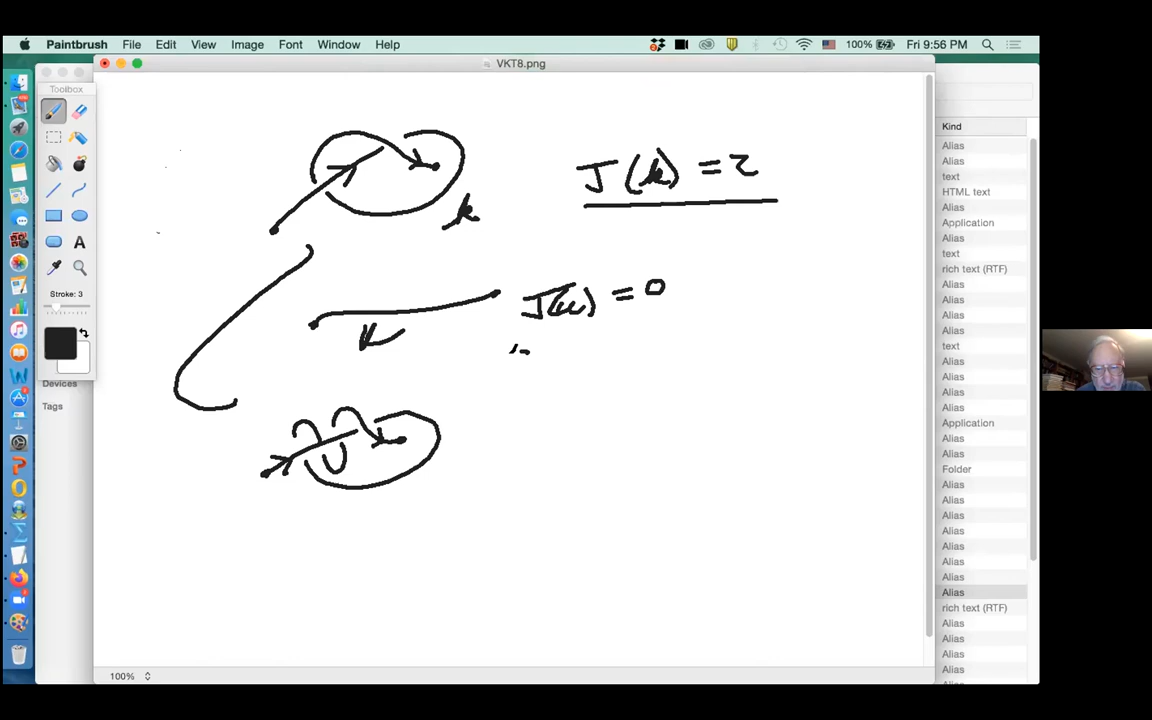 Paintbrush File Edit View Image Font Window Help 100% Fri 9:56 PM
VKT8.png
Toolbox
Kind
Alias
Alias
text
HTML text
Alias
Application
Alias
text
rich text (RTF)
Alias
Alias
Alias
Alias
text
Alias
Alias
Alias
Alias
Application
Alias
Alias
Folder
Alias
Alias
Alias
Alias
Alias
Alias
Alias
Alias
rich text (RTF)
Alias
Alias
Alias
Alias
Alias
A
Stroke: 3
Devices
Tags
J(k) = 2
k
J(u) = 0
100%